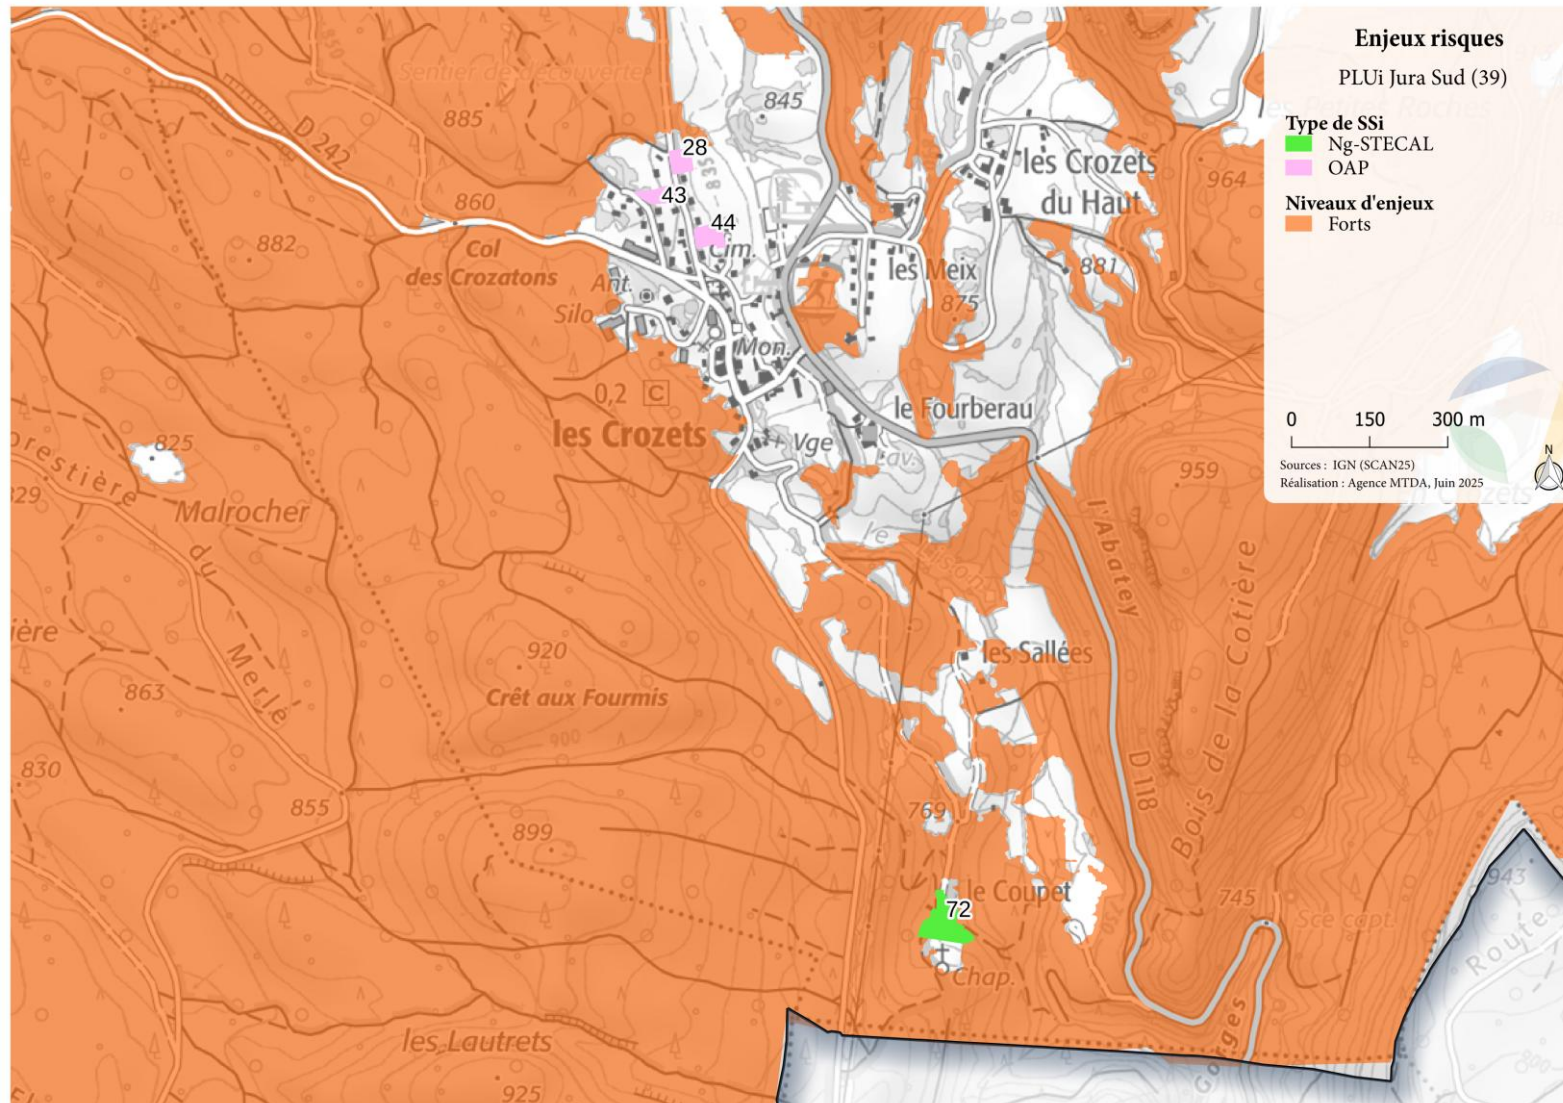 Enjeux risques
PLUi Jura Sud (39)
Type de SSi
Ng-STECAL
OAP
Niveaux d'enjeux
Forts
0 150 300 m
Sources : IGN (SCAN25)
Réalisation : Agence MTDA, Juin 2025
N
Sentier de découverte
885
845
D 242
28
835
43
44
Cim.
860
882
Col
des Crozatons
Ant.
Silo
Mon.
0,2 C
les Crozets
Vge
les Crozets
du Haut
964
les Meix
881
875
le Fourberau
959
825
Malrocher
du
Merle
863
920
Crêt aux Fourmis
900
830
855
899
l'Abatey
les Sallées
D 118
Bois de la Cotière
769
le Coupet
72
Chap.
745
Sce capt.
943
Route
Gorges
les Lautrets
925